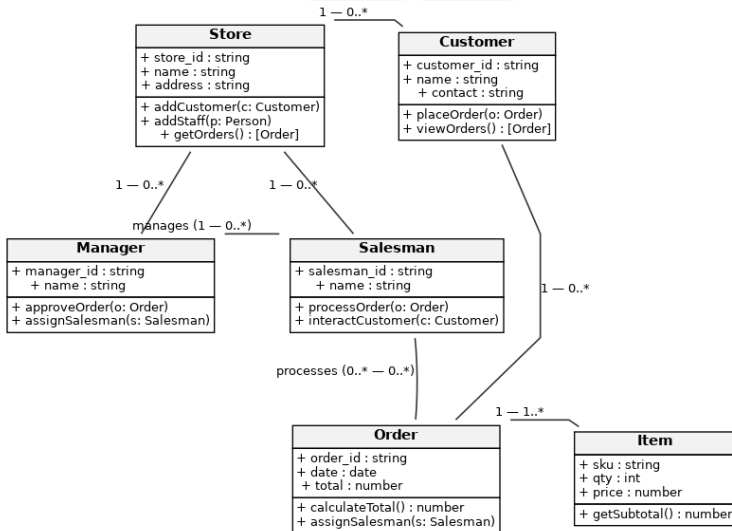 1 — 0..*
Store
+ store_id : string
+ name : string
+ address : string
+ addCustomer(c: Customer)
+ addStaff(p: Person)
+ getOrders() : [Order]
Customer
+ customer_id : string
+ name : string
+ contact : string
+ placeOrder(o: Order)
+ viewOrders() : [Order]
1 — 0..*
1 — 0..*
manages (1 — 0..*)
Manager
+ manager_id : string
+ name : string
+ approveOrder(o: Order)
+ assignSalesman(s: Salesman)
Salesman
+ salesman_id : string
+ name : string
+ processOrder(o: Order)
+ interactCustomer(c: Customer)
1 — 0..*
processes (0..* — 0..*)
1 — 1..*
Order
+ order_id : string
+ date : date
+ total : number
+ calculateTotal() : number
+ assignSalesman(s: Salesman)
Item
+ sku : string
+ qty : int
+ price : number
+ getSubtotal() : number